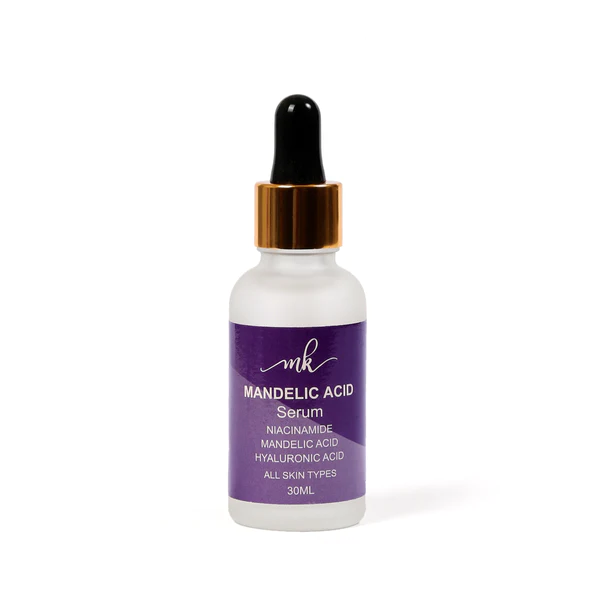 mk
MANDELIC ACID
Serum
NIACINAMIDE
MANDELIC ACID
HYALURONIC ACID
ALL SKIN TYPES
30ML